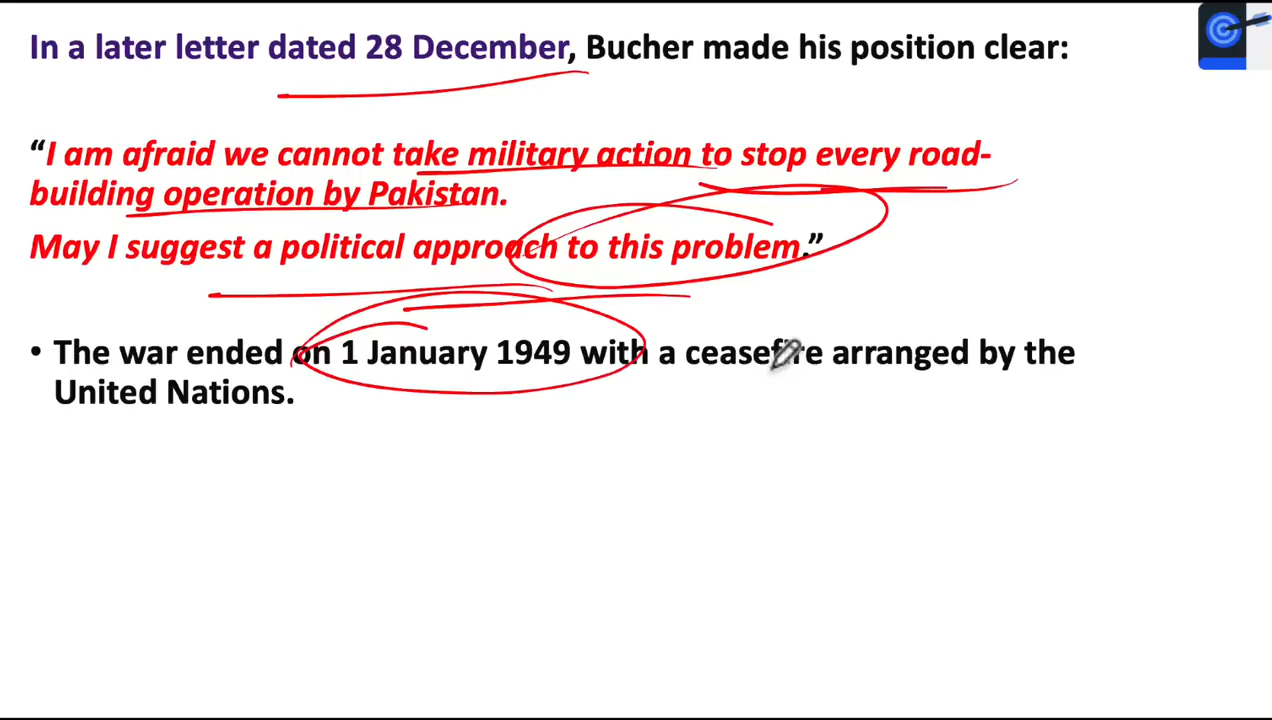 In a later letter dated 28 December, Bucher made his position clear:
“I am afraid we cannot take military action to stop every road-
building operation by Pakistan.
May I suggest a political approach to this problem.”
• The war ended on 1 January 1949 with a ceasefire arranged by the
United Nations.